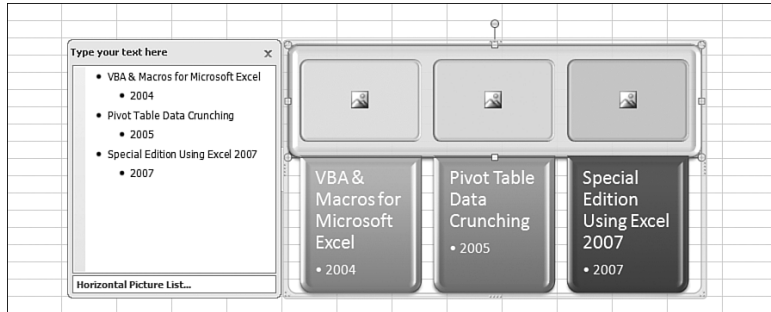 Type your text here x
• VBA & Macros for Microsoft Excel
• 2004
• Pivot Table Data Crunching
• 2005
• Special Edition Using Excel 2007
• 2007
Horizontal Picture List...
VBA &
Macros for
Microsoft
Excel
• 2004
Pivot Table
Data
Crunching
• 2005
Special
Edition
Using Excel
2007
• 2007